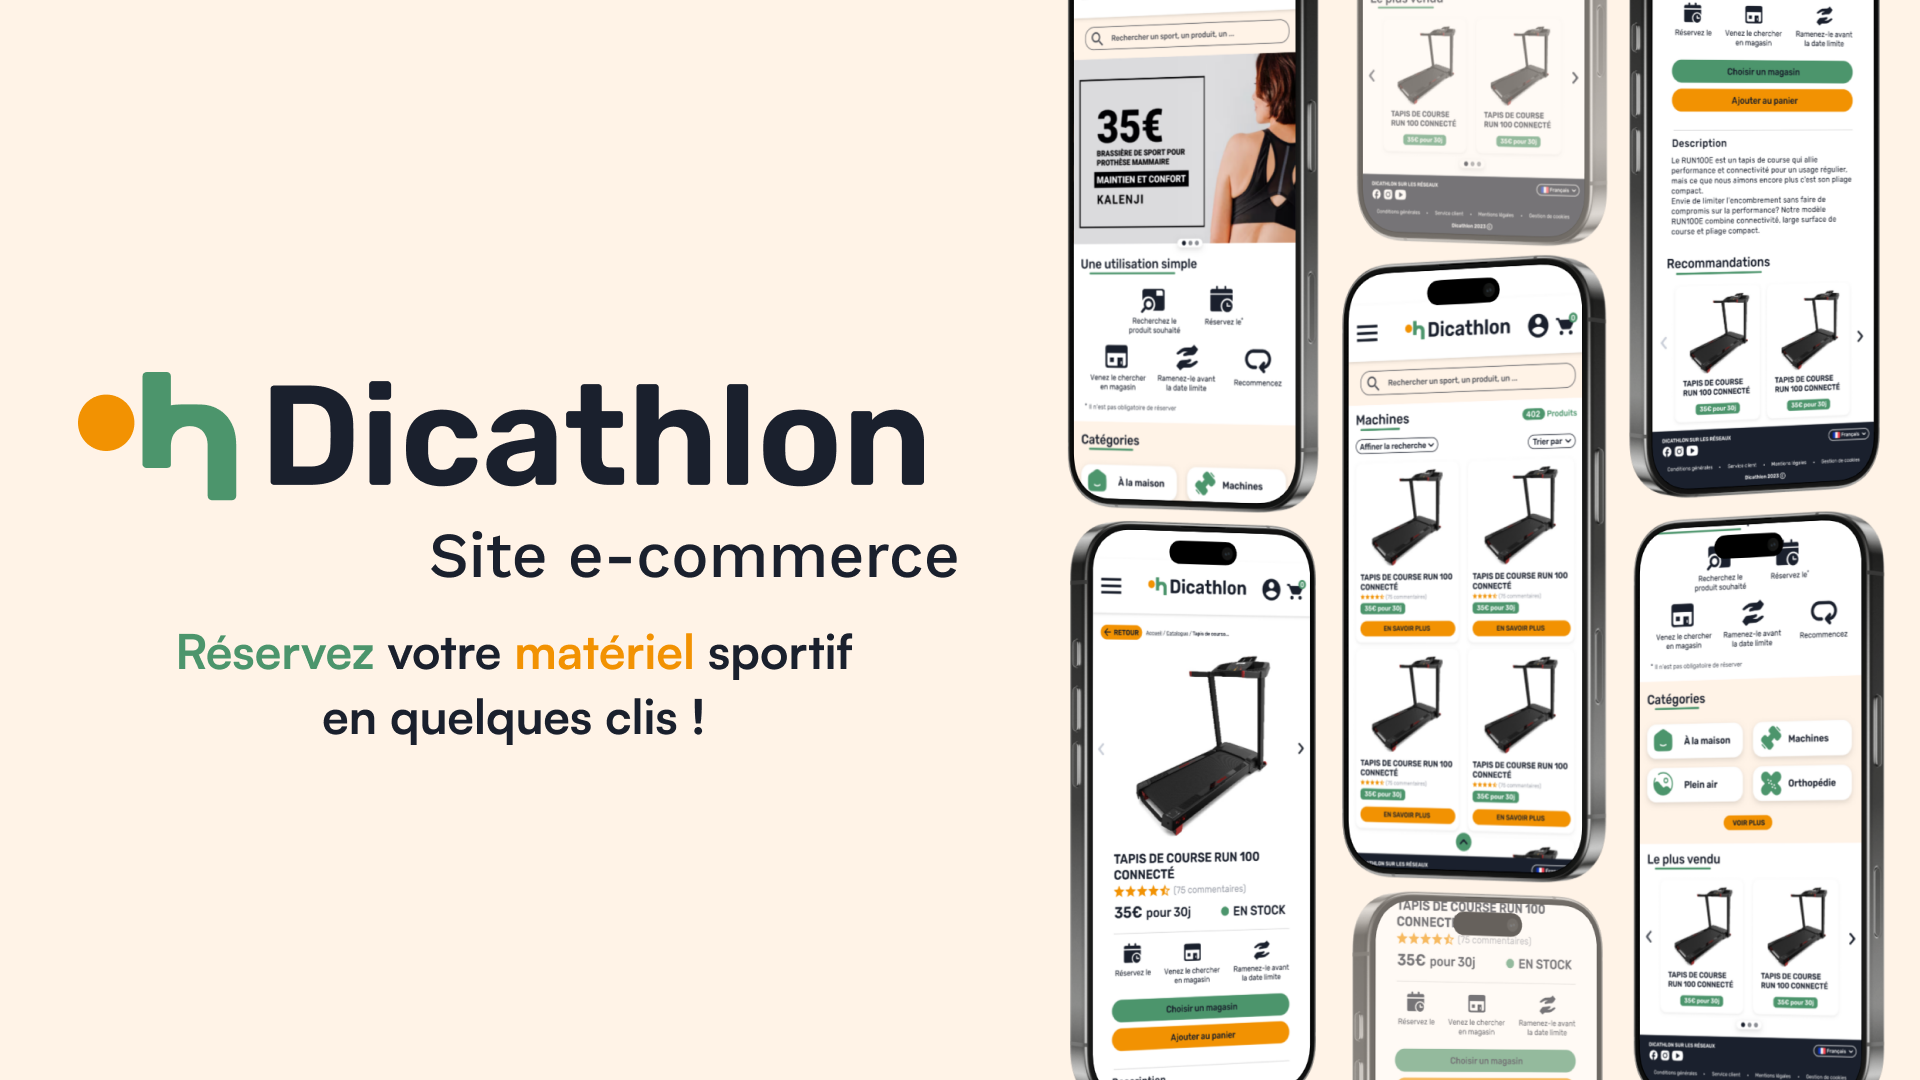 Dicathlon
Site e-commerce
Réservez votre matériel sportif
en quelques clis !
Rechercher un sport, un produit, un ...
35€
BRASSIÈRE DE SPORT POUR
PROTHÈSE MAMMAIRE
MAINTIEN ET CONFORT
KALENJI
Une utilisation simple
Recherchez le
produit souhaité
Réservez le*
Venez le chercher
en magasin
Ramenez-le avant
la date limite
Recommencez
* Il n'est pas obligatoire de réserver
Catégories
À la maison
Machines
Dicathlon
0
RETOUR
Accueil / Catalogue / Tapis de course...
TAPIS DE COURSE RUN 100
CONNECTÉ
(75 commentaires)
35€ pour 30j
EN STOCK
Réservez le
Venez le chercher
en magasin
Ramenez-le avant
la date limite
Choisir un magasin
Ajouter au panier
Description
Le plus vendu
TAPIS DE COURSE
RUN 100 CONNECTÉ
35€ pour 30j
TAPIS DE COURSE
RUN 100 CONNECTÉ
35€ pour 30j
DICATHLON SUR LES RÉSEAUX
Français
Conditions générales • Service client • Mentions légales • Gestion de cookies
Dicathlon 2023 ©
Dicathlon
0
Rechercher un sport, un produit, un ...
Machines
402 Produits
Affiner la recherche
Trier par
TAPIS DE COURSE RUN 100
CONNECTÉ
(75 commentaires)
35€ pour 30j
EN SAVOIR PLUS
TAPIS DE COURSE RUN 100
CONNECTÉ
(75 commentaires)
35€ pour 30j
EN SAVOIR PLUS
TAPIS DE COURSE RUN 100
CONNECTÉ
(75 commentaires)
35€ pour 30j
EN SAVOIR PLUS
TAPIS DE COURSE RUN 100
CONNECTÉ
(75 commentaires)
35€ pour 30j
EN SAVOIR PLUS
SUR LES RÉSEAUX
TAPIS DE COURSE RUN 100
(75 commentaires)
35€ pour 30j
EN STOCK
Réservez le
Venez le chercher
en magasin
Ramenez-le avant
la date limite
Choisir un magasin
Réservez le
Venez le chercher
en magasin
Ramenez-le avant
la date limite
Choisir un magasin
Ajouter au panier
Description
Le RUN100E est un tapis de course qui allie
performance et connectivité pour un usage régulier,
mais ce que nous aimons encore plus c'est son pliage
compact.
Envie de limiter l'encombrement sans faire de
compromis sur la performance? Notre modèle
RUN100E combine connectivité, large surface de
course et pliage compact.
Recommandations
TAPIS DE COURSE
RUN 100 CONNECTÉ
35€ pour 30j
TAPIS DE COURSE
RUN 100 CONNECTÉ
35€ pour 30j
DICATHLON SUR LES RÉSEAUX
Français
Conditions générales • Service client • Mentions légales • Gestion de cookies
Dicathlon 2023 ©
Recherchez le
produit souhaité
Réservez le*
Venez le chercher
en magasin
Ramenez-le avant
la date limite
Recommencez
* Il n'est pas obligatoire de réserver
Catégories
À la maison
Machines
Plein air
Orthopédie
VOIR PLUS
Le plus vendu
TAPIS DE COURSE
RUN 100 CONNECTÉ
35€ pour 30j
TAPIS DE COURSE
RUN 100 CONNECTÉ
35€ pour 30j
DICATHLON SUR LES RÉSEAUX
Français
Conditions générales • Service client • Mentions légales • Gestion de cookies